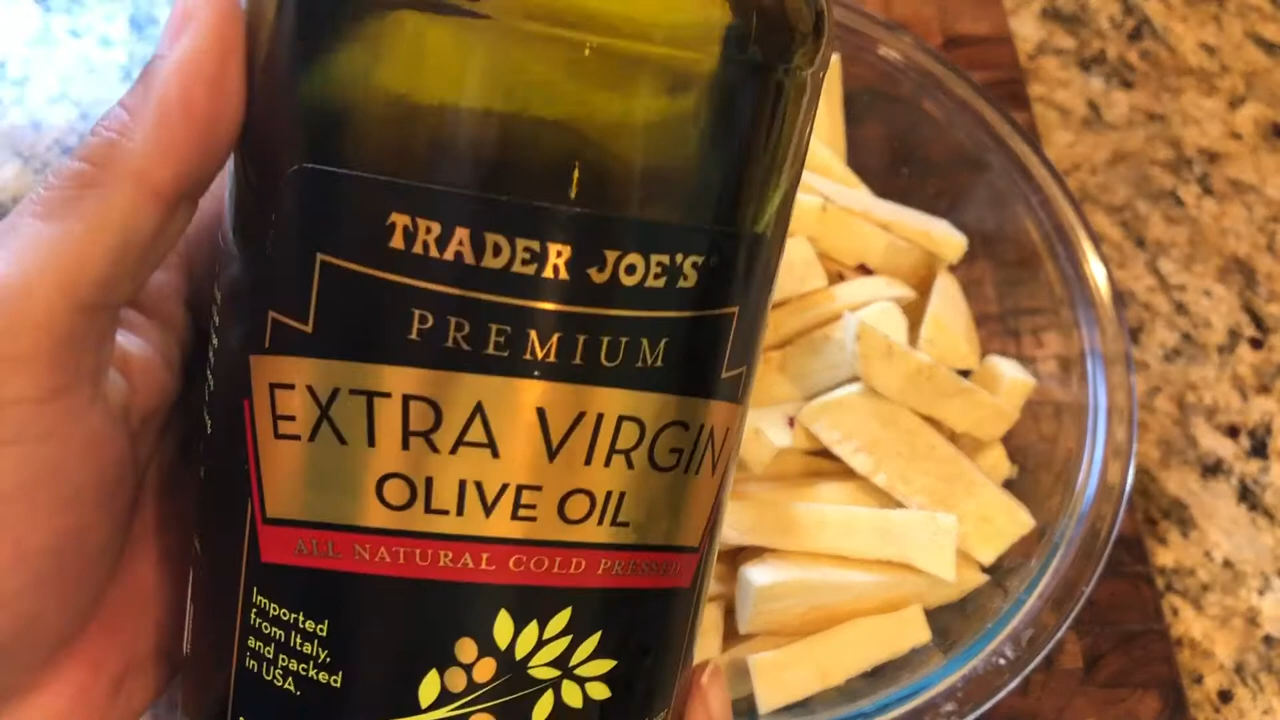 TRADER JOE'S
PREMIUM
EXTRA VIRGIN
OLIVE OIL
ALL NATURAL COLD PRESSED
Imported
from Italy,
and packed
in USA.